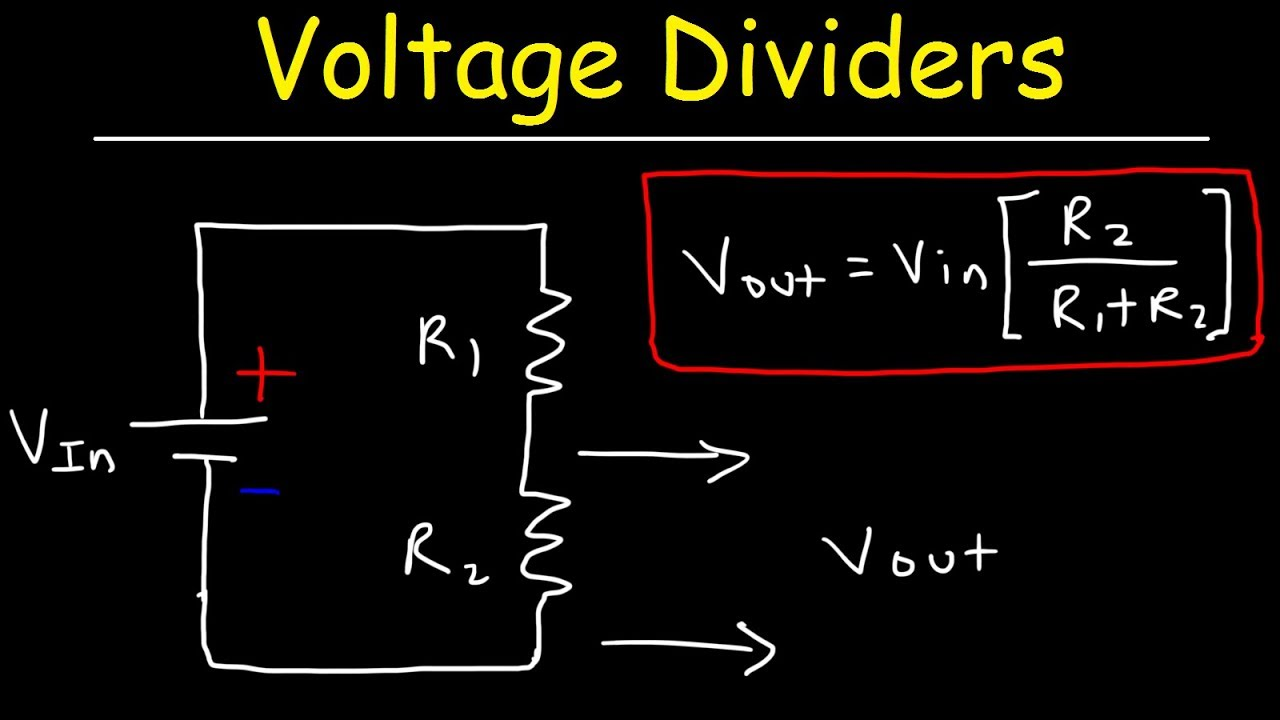 Voltage Dividers
Vout = Vin [R2 / R1+R2]
+
R1
VIn
−
R2
Vout